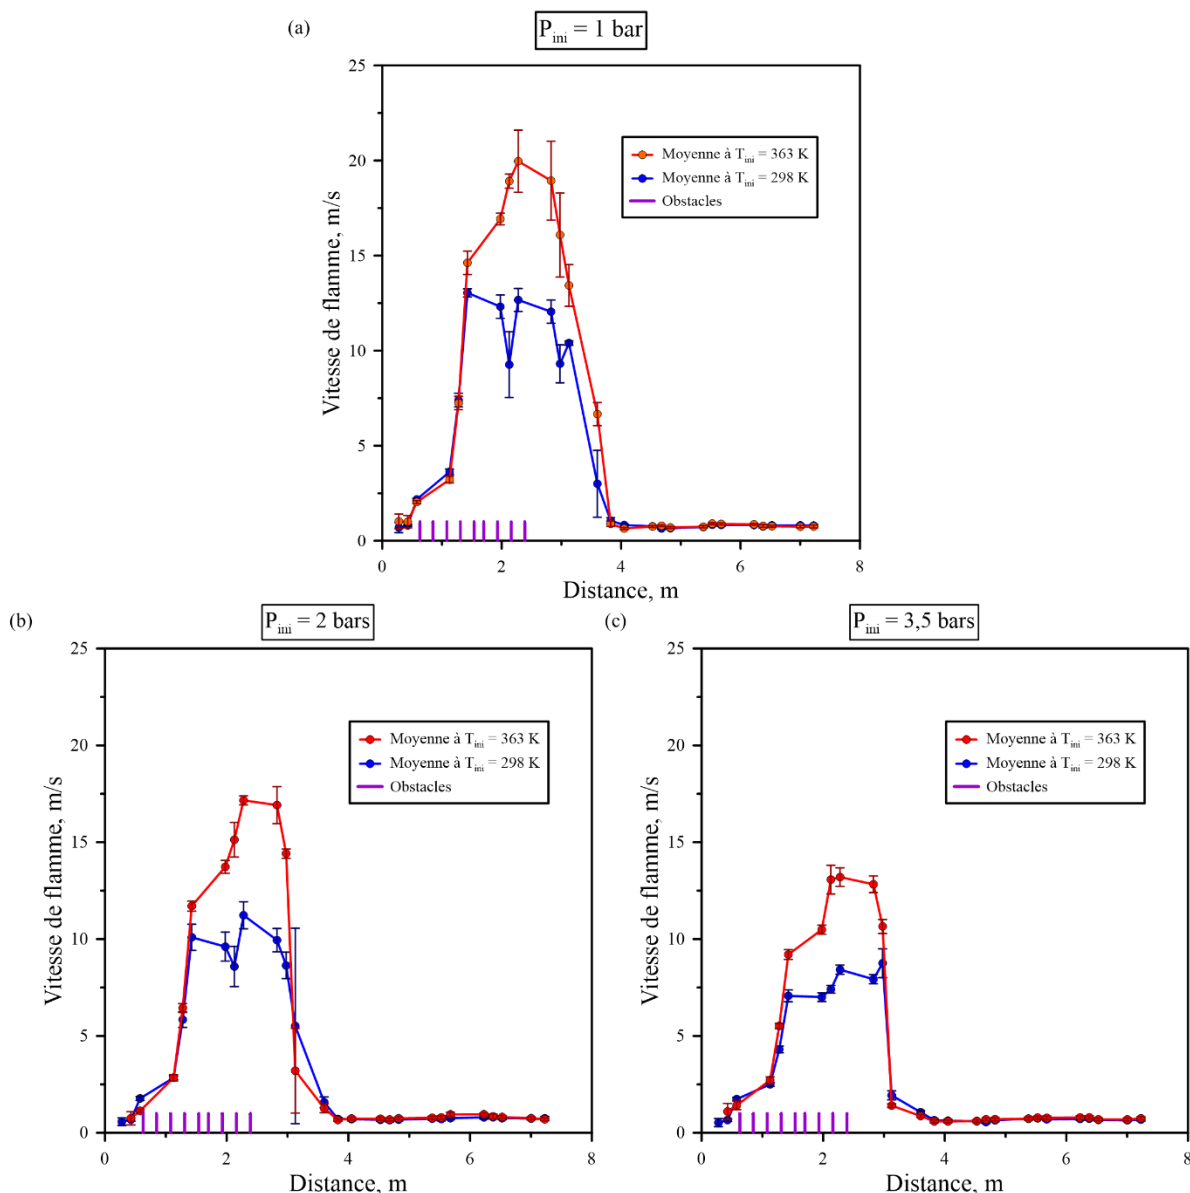 (a)
P_ini = 1 bar
25
20
15
10
5
0
Vitesse de flamme, m/s
Moyenne à T_ini = 363 K
Moyenne à T_ini = 298 K
Obstacles
0 2 4 6 8
Distance, m
(b)
P_ini = 2 bars
25
20
15
10
5
0
Vitesse de flamme, m/s
Moyenne à T_ini = 363 K
Moyenne à T_ini = 298 K
Obstacles
0 2 4 6 8
Distance, m
(c)
P_ini = 3,5 bars
25
20
15
10
5
0
Vitesse de flamme, m/s
Moyenne à T_ini = 363 K
Moyenne à T_ini = 298 K
Obstacles
0 2 4 6 8
Distance, m